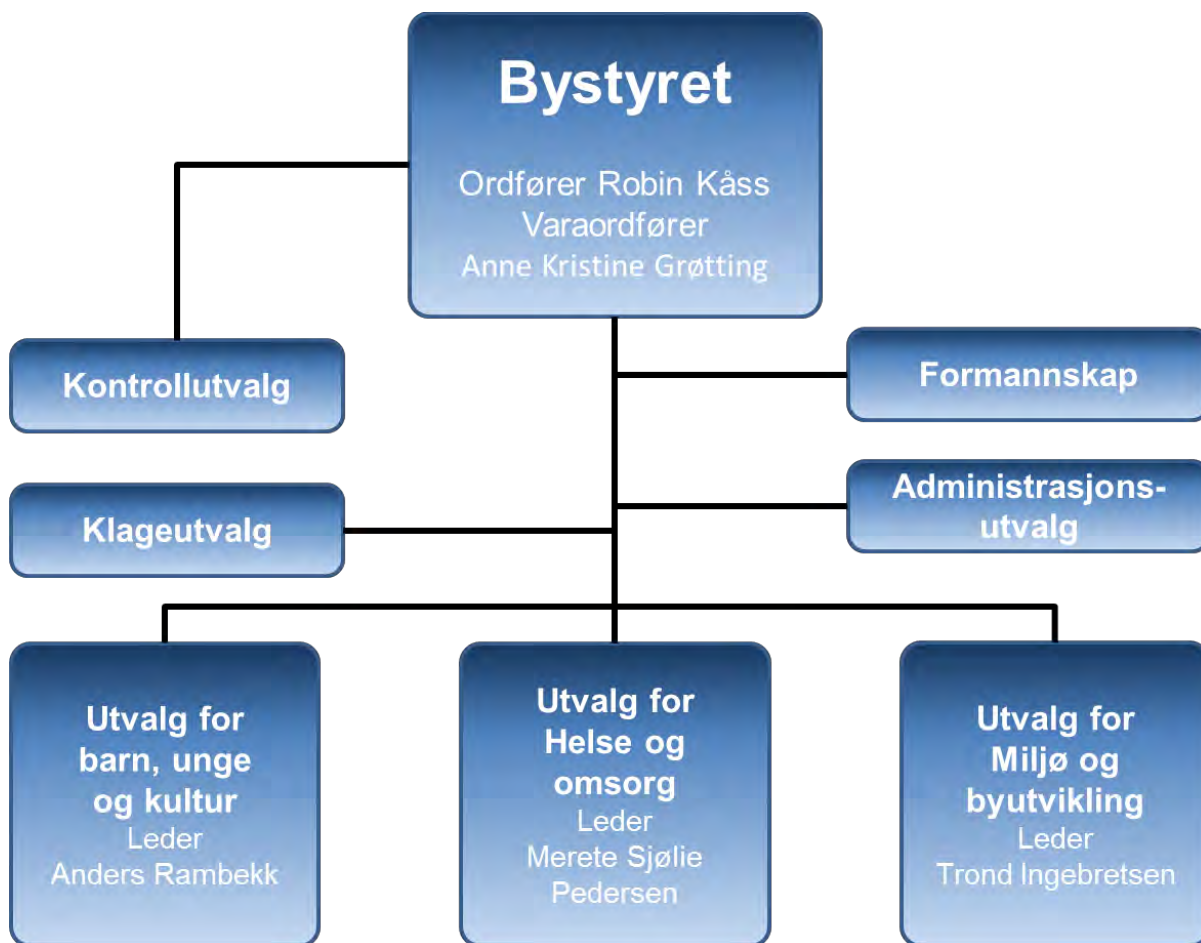 Bystyret
Ordfører Robin Kåss
Varaordfører
Anne Kristine Grøtting
Kontrollutvalg
Formannskap
Klageutvalg
Administrasjons-
utvalg
Utvalg for
barn, unge
og kultur
Leder
Anders Rambekk
Utvalg for
Helse og
omsorg
Leder
Merete Sjølie
Pedersen
Utvalg for
Miljø og
byutvikling
Leder
Trond Ingebretsen